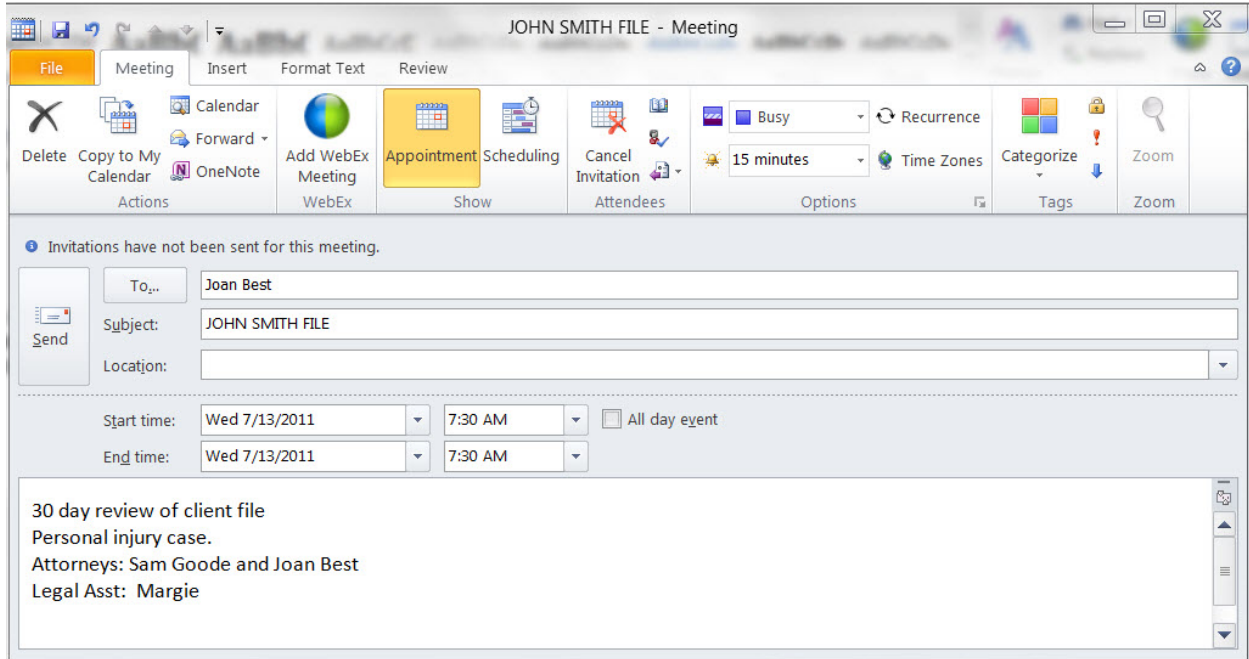 JOHN SMITH FILE - Meeting
File Meeting Insert Format Text Review
Delete
Copy to My Calendar
Calendar
Forward
OneNote
Actions
Add WebEx Meeting
WebEx
Appointment
Scheduling
Show
Cancel Invitation
Attendees
Busy
15 minutes
Recurrence
Time Zones
Options
Categorize
Tags
Zoom
Zoom
Invitations have not been sent for this meeting.
Send
To... Joan Best
Subject: JOHN SMITH FILE
Location:
Start time: Wed 7/13/2011 7:30 AM All day event
End time: Wed 7/13/2011 7:30 AM
30 day review of client file
Personal injury case.
Attorneys: Sam Goode and Joan Best
Legal Asst: Margie